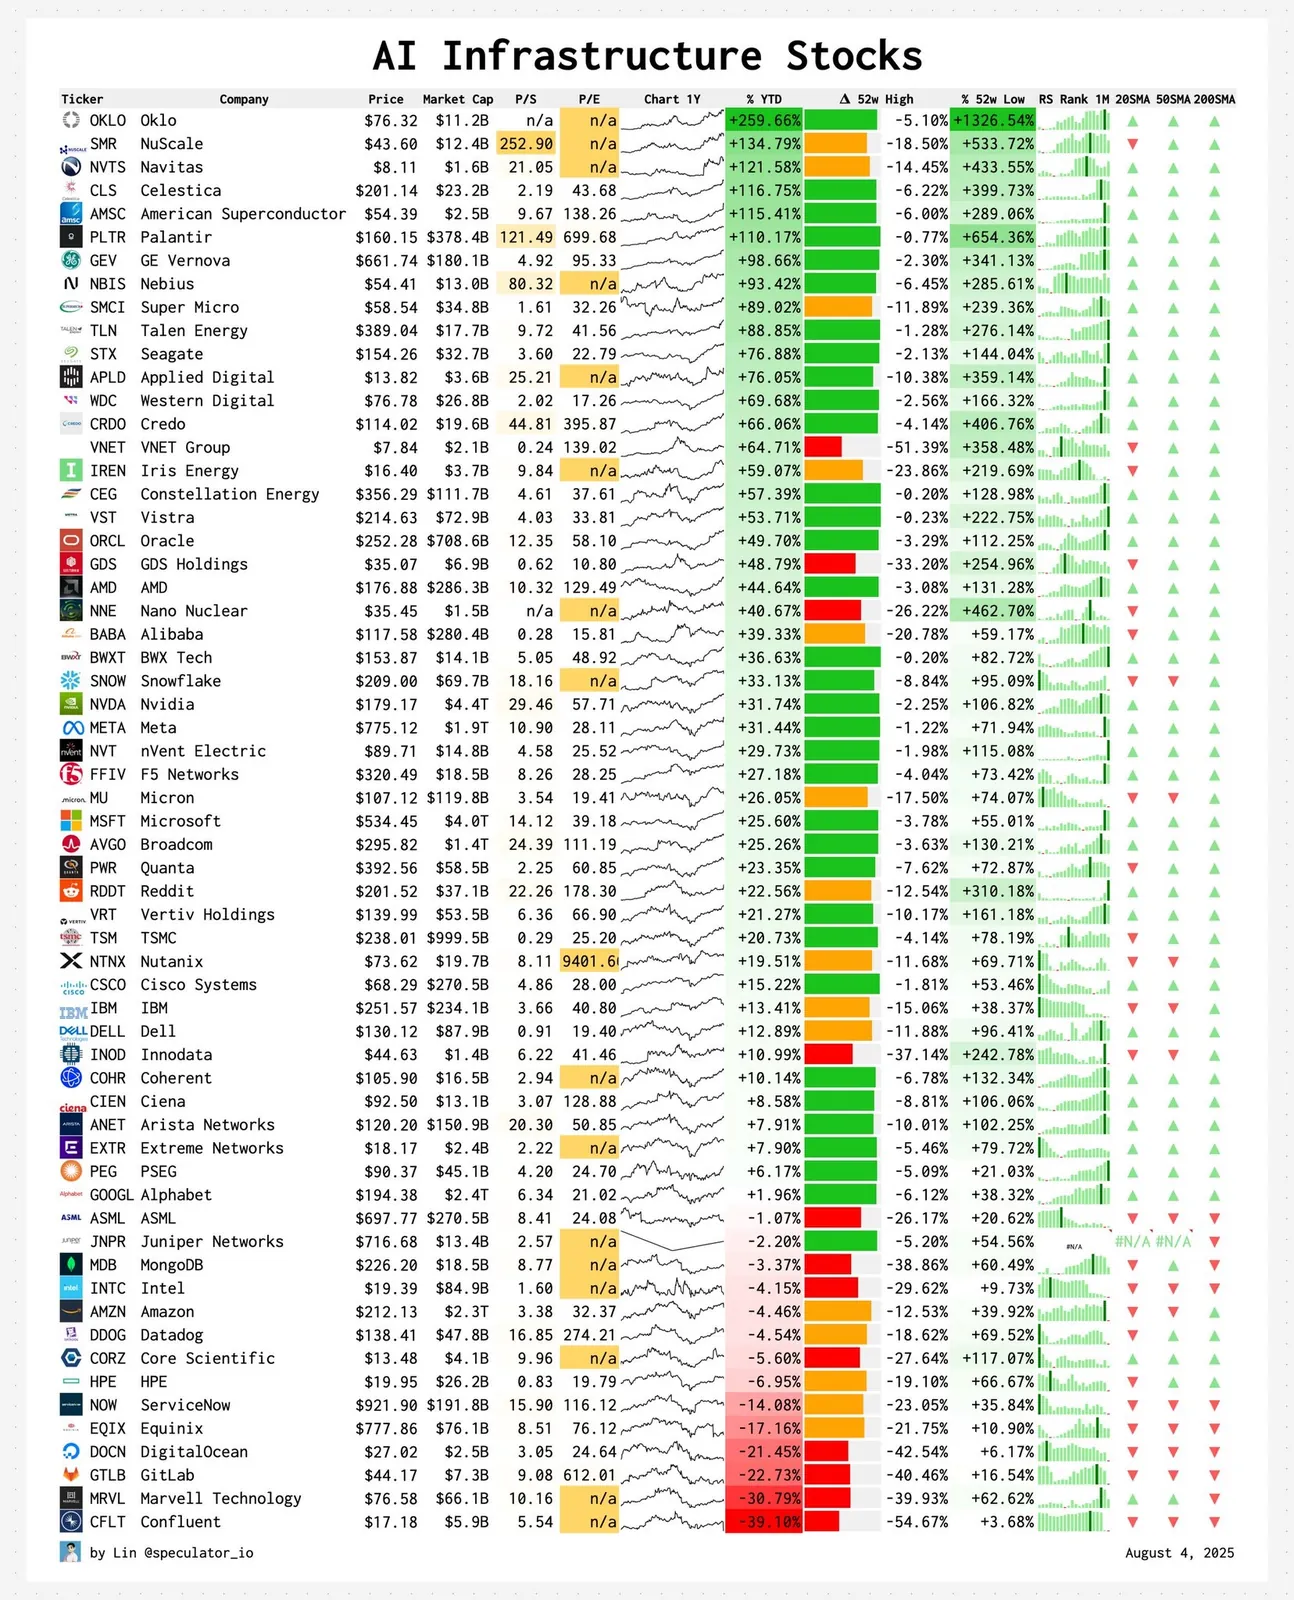 AI Infrastructure Stocks
Ticker Company Price Market Cap P/S P/E Chart 1Y % YTD Δ 52w High % 52w Low RS Rank 1M 20SMA 50SMA 200SMA
OKLO Oklo $76.32 $11.2B n/a n/a +259.66% -5.10% +1326.54% ▲ ▲ ▲
NUSCALE SMR NuScale $43.60 $12.4B 252.90 n/a +134.79% -18.50% +533.72% ▼ ▲ ▲
NVTS Navitas $8.11 $1.6B 21.05 n/a +121.58% -14.45% +433.55% ▲ ▲ ▲
CLS Celestica $201.14 $23.2B 2.19 43.68 +116.75% -6.22% +399.73% ▲ ▲ ▲
amsc AMSC American Superconductor $54.39 $2.5B 9.67 138.26 +115.41% -6.00% +289.06% ▲ ▲ ▲
PLTR Palantir $160.15 $378.4B 121.49 699.68 +110.17% -0.77% +654.36% ▲ ▲ ▲
GEV GE Vernova $661.74 $180.1B 4.92 95.33 +98.66% -2.30% +341.13% ▲ ▲ ▲
NBIS Nebius $54.41 $13.0B 80.32 n/a +93.42% -6.45% +285.61% ▲ ▲ ▲
SMCI Super Micro $58.54 $34.8B 1.61 32.26 +89.02% -11.89% +239.36% ▲ ▲ ▲
TALEN TLN Talen Energy $389.04 $17.7B 9.72 41.56 +88.85% -1.28% +276.14% ▲ ▲ ▲
STX Seagate $154.26 $32.7B 3.60 22.79 +76.88% -2.13% +144.04% ▲ ▲ ▲
APLD Applied Digital $13.82 $3.6B 25.21 n/a +76.05% -10.38% +359.14% ▲ ▲ ▲
WDC Western Digital $76.78 $26.8B 2.02 17.26 +69.68% -2.56% +166.32% ▲ ▲ ▲
CREDO CRDO Credo $114.02 $19.6B 44.81 395.87 +66.06% -4.14% +406.76% ▲ ▲ ▲
VNET VNET Group $7.84 $2.1B 0.24 139.02 +64.71% -51.39% +358.48% ▼ ▲ ▲
IREN Iris Energy $16.40 $3.7B 9.84 n/a +59.07% -23.86% +219.69% ▼ ▲ ▲
CEG Constellation Energy $356.29 $111.7B 4.61 37.61 +57.39% -0.20% +128.98% ▲ ▲ ▲
VST Vistra $214.63 $72.9B 4.03 33.81 +53.71% -0.23% +222.75% ▲ ▲ ▲
ORCL Oracle $252.28 $708.6B 12.35 58.10 +49.70% -3.29% +112.25% ▲ ▲ ▲
GDS GDS Holdings $35.07 $6.9B 0.62 10.80 +48.79% -33.20% +254.96% ▼ ▲ ▲
AMD AMD $176.88 $286.3B 10.32 129.49 +44.64% -3.08% +131.28% ▲ ▲ ▲
NNE Nano Nuclear $35.45 $1.5B n/a n/a +40.67% -26.22% +462.70% ▼ ▲ ▲
BABA Alibaba $117.58 $280.4B 0.28 15.81 +39.33% -20.78% +59.17% ▼ ▲ ▲
BWXT BWXT BWX Tech $153.87 $14.1B 5.05 48.92 +36.63% -0.20% +82.72% ▲ ▲ ▲
SNOW Snowflake $209.00 $69.7B 18.16 n/a +33.13% -8.84% +95.09% ▼ ▼ ▲
NVDA Nvidia $179.17 $4.4T 29.46 57.71 +31.74% -2.25% +106.82% ▲ ▲ ▲
META Meta $775.12 $1.9T 10.90 28.11 +31.44% -1.22% +71.94% ▲ ▲ ▲
nvent NVT nVent Electric $89.71 $14.8B 4.58 25.52 +29.73% -1.98% +115.08% ▲ ▲ ▲
f5 FFIV F5 Networks $320.49 $18.5B 8.26 28.25 +27.18% -4.04% +73.42% ▲ ▲ ▲
micron MU Micron $107.12 $119.8B 3.54 19.41 +26.05% -17.50% +74.07% ▼ ▼ ▲
MSFT Microsoft $534.45 $4.0T 14.12 39.18 +25.60% -3.78% +55.01% ▲ ▲ ▲
AVGO Broadcom $295.82 $1.4T 24.39 111.19 +25.26% -3.63% +130.21% ▲ ▲ ▲
PWR Quanta $392.56 $58.5B 2.25 60.85 +23.35% -7.62% +72.87% ▼ ▲ ▲
RDDT Reddit $201.52 $37.1B 22.26 178.30 +22.56% -12.54% +310.18% ▲ ▲ ▲
VERTIV VRT Vertiv Holdings $139.99 $53.5B 6.36 66.90 +21.27% -10.17% +161.18% ▲ ▲ ▲
tsmc TSM TSMC $238.01 $999.5B 0.29 25.20 +20.73% -4.14% +78.19% ▼ ▲ ▲
NTNX Nutanix $73.62 $19.7B 8.11 9401.6 +19.51% -11.68% +69.71% ▼ ▼ ▲
CISCO CSCO Cisco Systems $68.29 $270.5B 4.86 28.00 +15.22% -1.81% +53.46% ▲ ▲ ▲
IBM IBM IBM $251.57 $234.1B 3.66 40.80 +13.41% -15.06% +38.37% ▼ ▼ ▲
DELL Technologies DELL Dell $130.12 $87.9B 0.91 19.40 +12.89% -11.88% +96.41% ▲ ▲ ▲
INOD Innodata $44.63 $1.4B 6.22 41.46 +10.99% -37.14% +242.78% ▼ ▼ ▲
COHR Coherent $105.90 $16.5B 2.94 n/a +10.14% -6.78% +132.34% ▲ ▲ ▲
ciena CIEN Ciena $92.50 $13.1B 3.07 128.88 +8.58% -8.81% +106.06% ▲ ▲ ▲
ARISTA ANET Arista Networks $120.20 $150.9B 20.30 50.85 +7.91% -10.01% +102.25% ▲ ▲ ▲
EXTR Extreme Networks $18.17 $2.4B 2.22 n/a +7.90% -5.46% +79.72% ▲ ▲ ▲
PEG PSEG $90.37 $45.1B 4.20 24.70 +6.17% -5.09% +21.03% ▲ ▲ ▲
Alphabet GOOGL Alphabet $194.38 $2.4T 6.34 21.02 +1.96% -6.12% +38.32% ▲ ▲ ▲
ASML ASML ASML $697.77 $270.5B 8.41 24.08 -1.07% -26.17% +20.62% ▼ ▼ ▼
JNPR Juniper Networks $716.68 $13.4B 2.57 n/a -2.20% -5.20% +54.56% #N/A #N/A #N/A ▼
MDB MongoDB $226.20 $18.5B 8.77 n/a -3.37% -38.86% +60.49% ▼ ▲ ▼
intel INTC Intel $19.39 $84.9B 1.60 n/a -4.15% -29.62% +9.73% ▼ ▼ ▼
AMZN Amazon $212.13 $2.3T 3.38 32.37 -4.46% -12.53% +39.92% ▼ ▼ ▲
DDOG Datadog $138.41 $47.8B 16.85 274.21 -4.54% -18.62% +69.52% ▼ ▲ ▲
CORZ Core Scientific $13.48 $4.1B 9.96 n/a -5.60% -27.64% +117.07% ▲ ▲ ▲
HPE HPE $19.95 $26.2B 0.83 19.79 -6.95% -19.10% +66.67% ▼ ▲ ▲
NOW ServiceNow $921.90 $191.8B 15.90 116.12 -14.08% -23.05% +35.84% ▼ ▼ ▼
EQIX Equinix $777.86 $76.1B 8.51 76.12 -17.16% -21.75% +10.90% ▼ ▼ ▼
DOCN DigitalOcean $27.02 $2.5B 3.05 24.64 -21.45% -42.54% +6.17% ▼ ▼ ▼
GTLB GitLab $44.17 $7.3B 9.08 612.01 -22.73% -40.46% +16.54% ▼ ▼ ▼
MARVELL MRVL Marvell Technology $76.58 $66.1B 10.16 n/a -30.79% -39.93% +62.62% ▲ ▲ ▼
CFLT Confluent $17.18 $5.9B 5.54 n/a -39.10% -54.67% +3.68% ▼ ▼ ▼
by Lin @speculator_io August 4, 2025